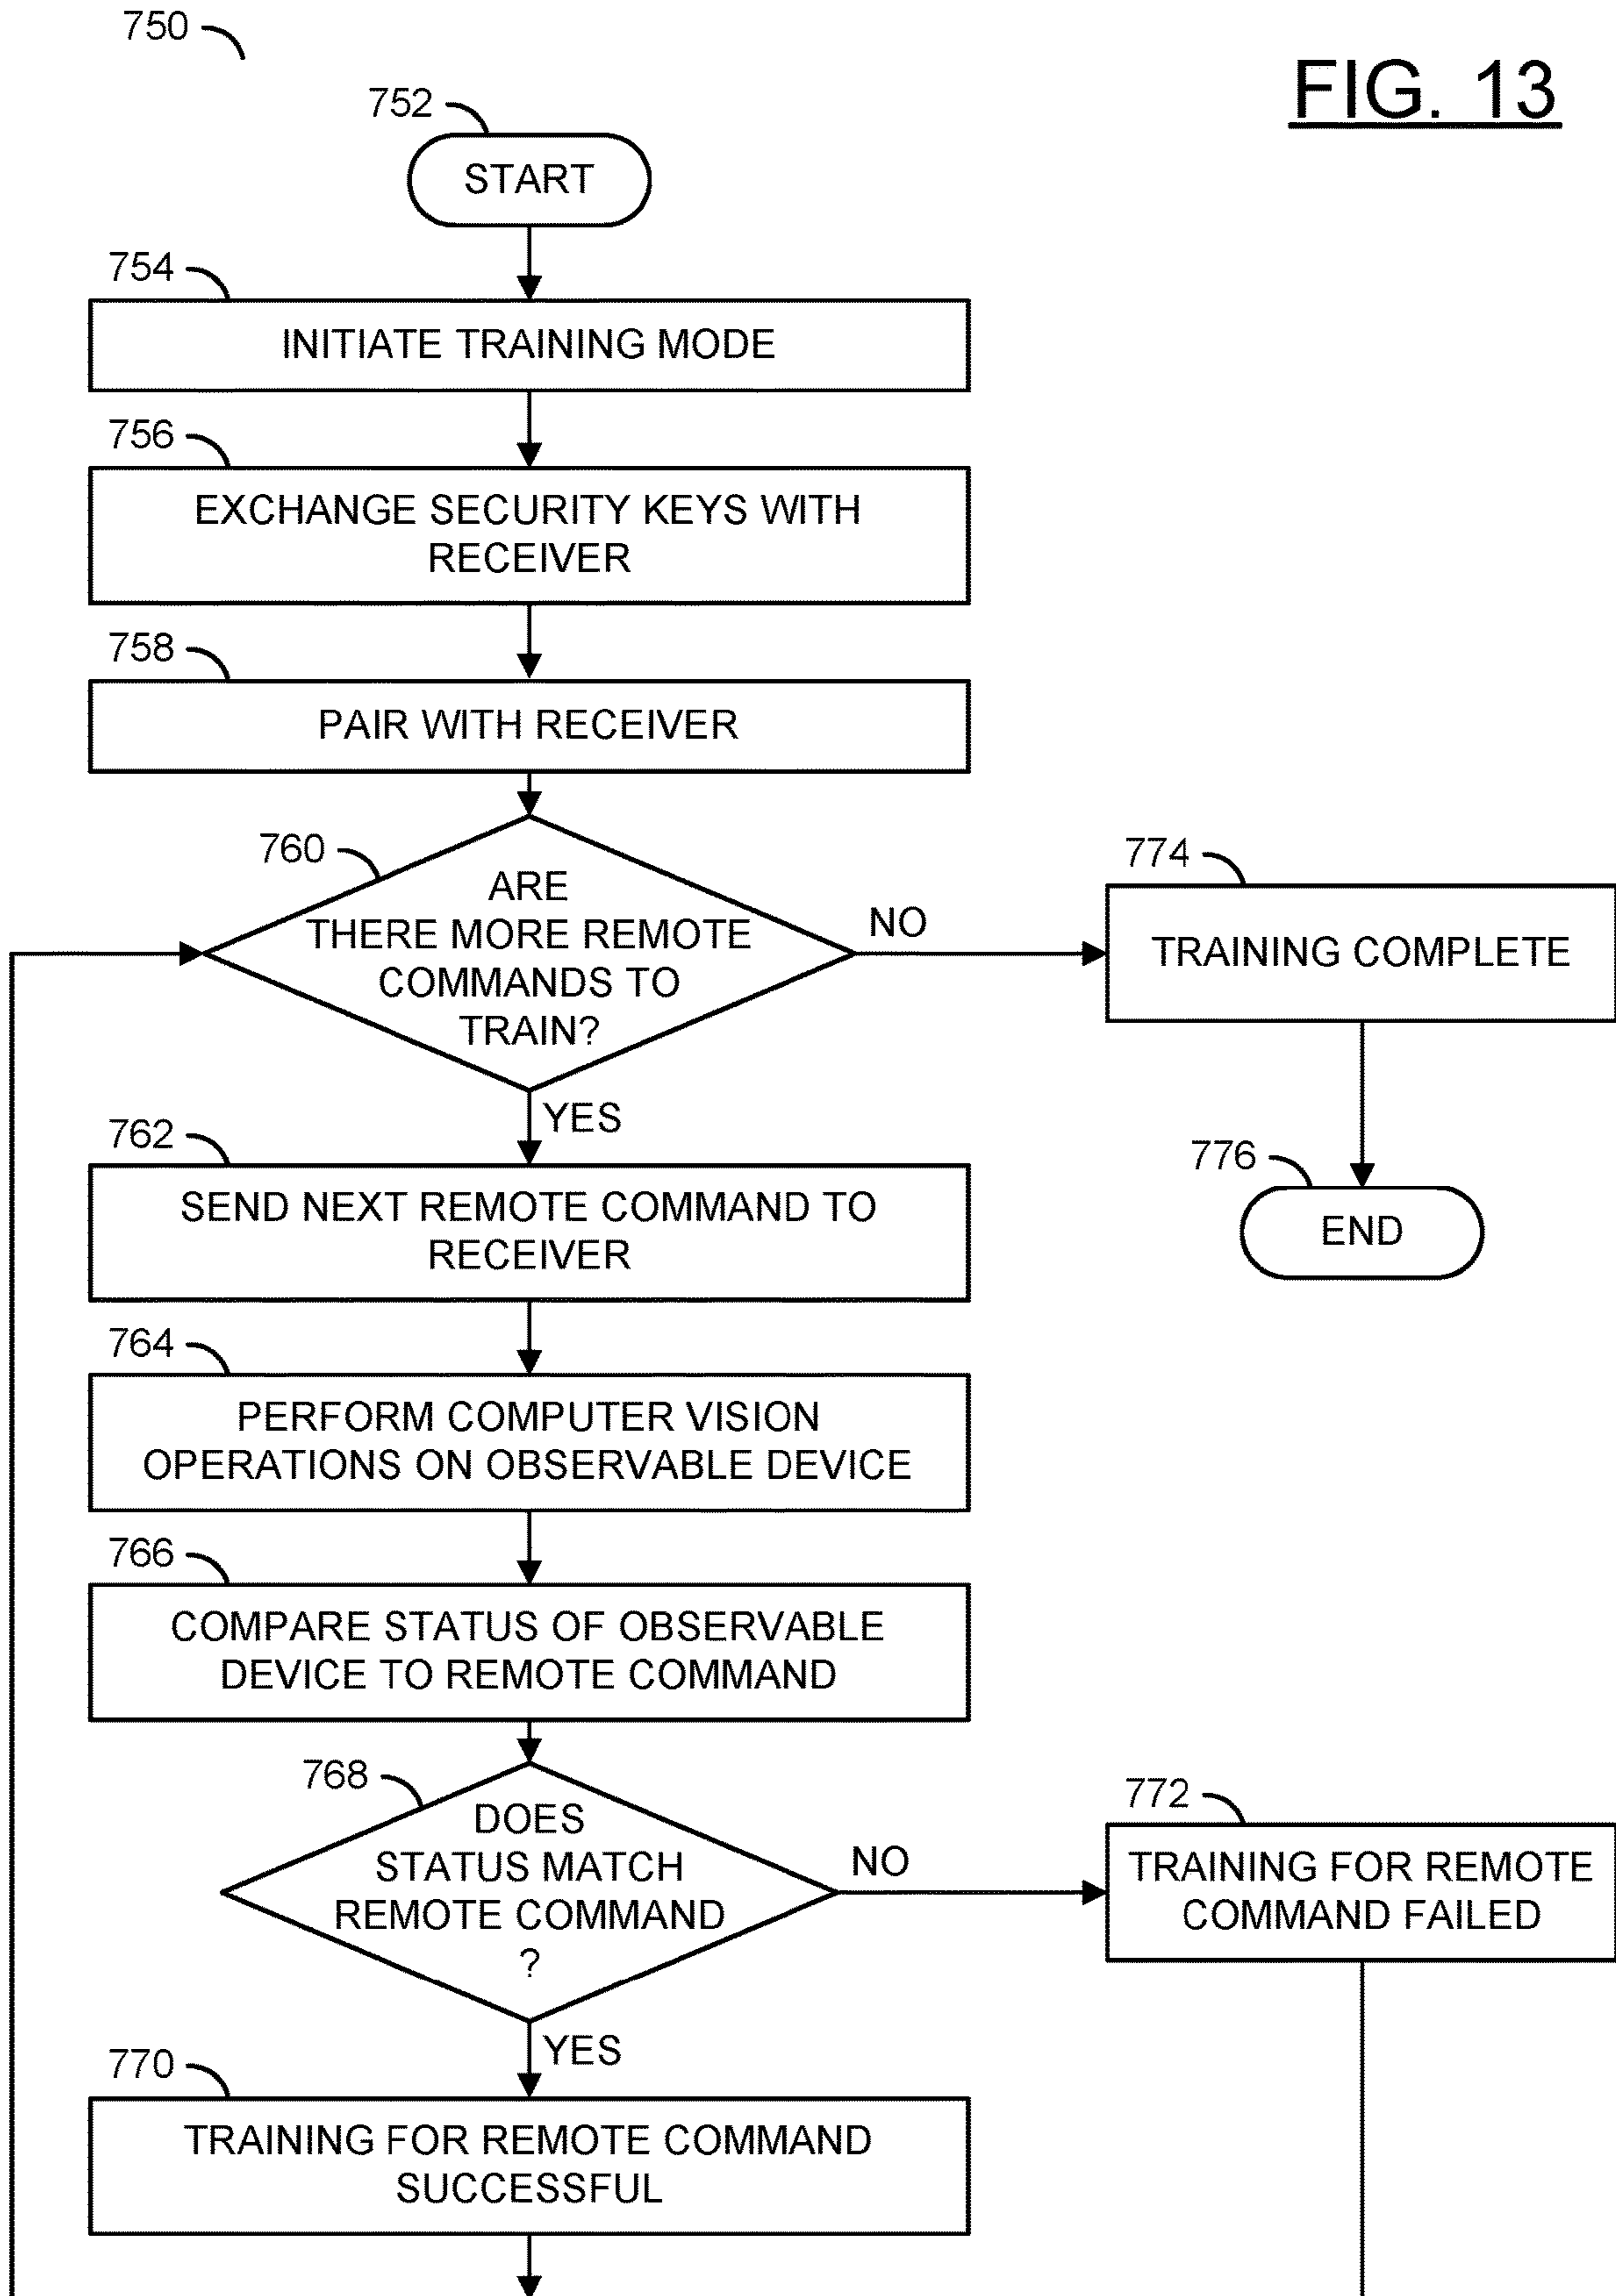 750
FIG. 13
752
START
754
INITIATE TRAINING MODE
756
EXCHANGE SECURITY KEYS WITH
RECEIVER
758
PAIR WITH RECEIVER
760
ARE
THERE MORE REMOTE
COMMANDS TO
TRAIN?
NO
774
TRAINING COMPLETE
YES
762
SEND NEXT REMOTE COMMAND TO
RECEIVER
776
END
764
PERFORM COMPUTER VISION
OPERATIONS ON OBSERVABLE DEVICE
766
COMPARE STATUS OF OBSERVABLE
DEVICE TO REMOTE COMMAND
768
DOES
STATUS MATCH
REMOTE COMMAND
?
NO
772
TRAINING FOR REMOTE
COMMAND FAILED
YES
770
TRAINING FOR REMOTE COMMAND
SUCCESSFUL